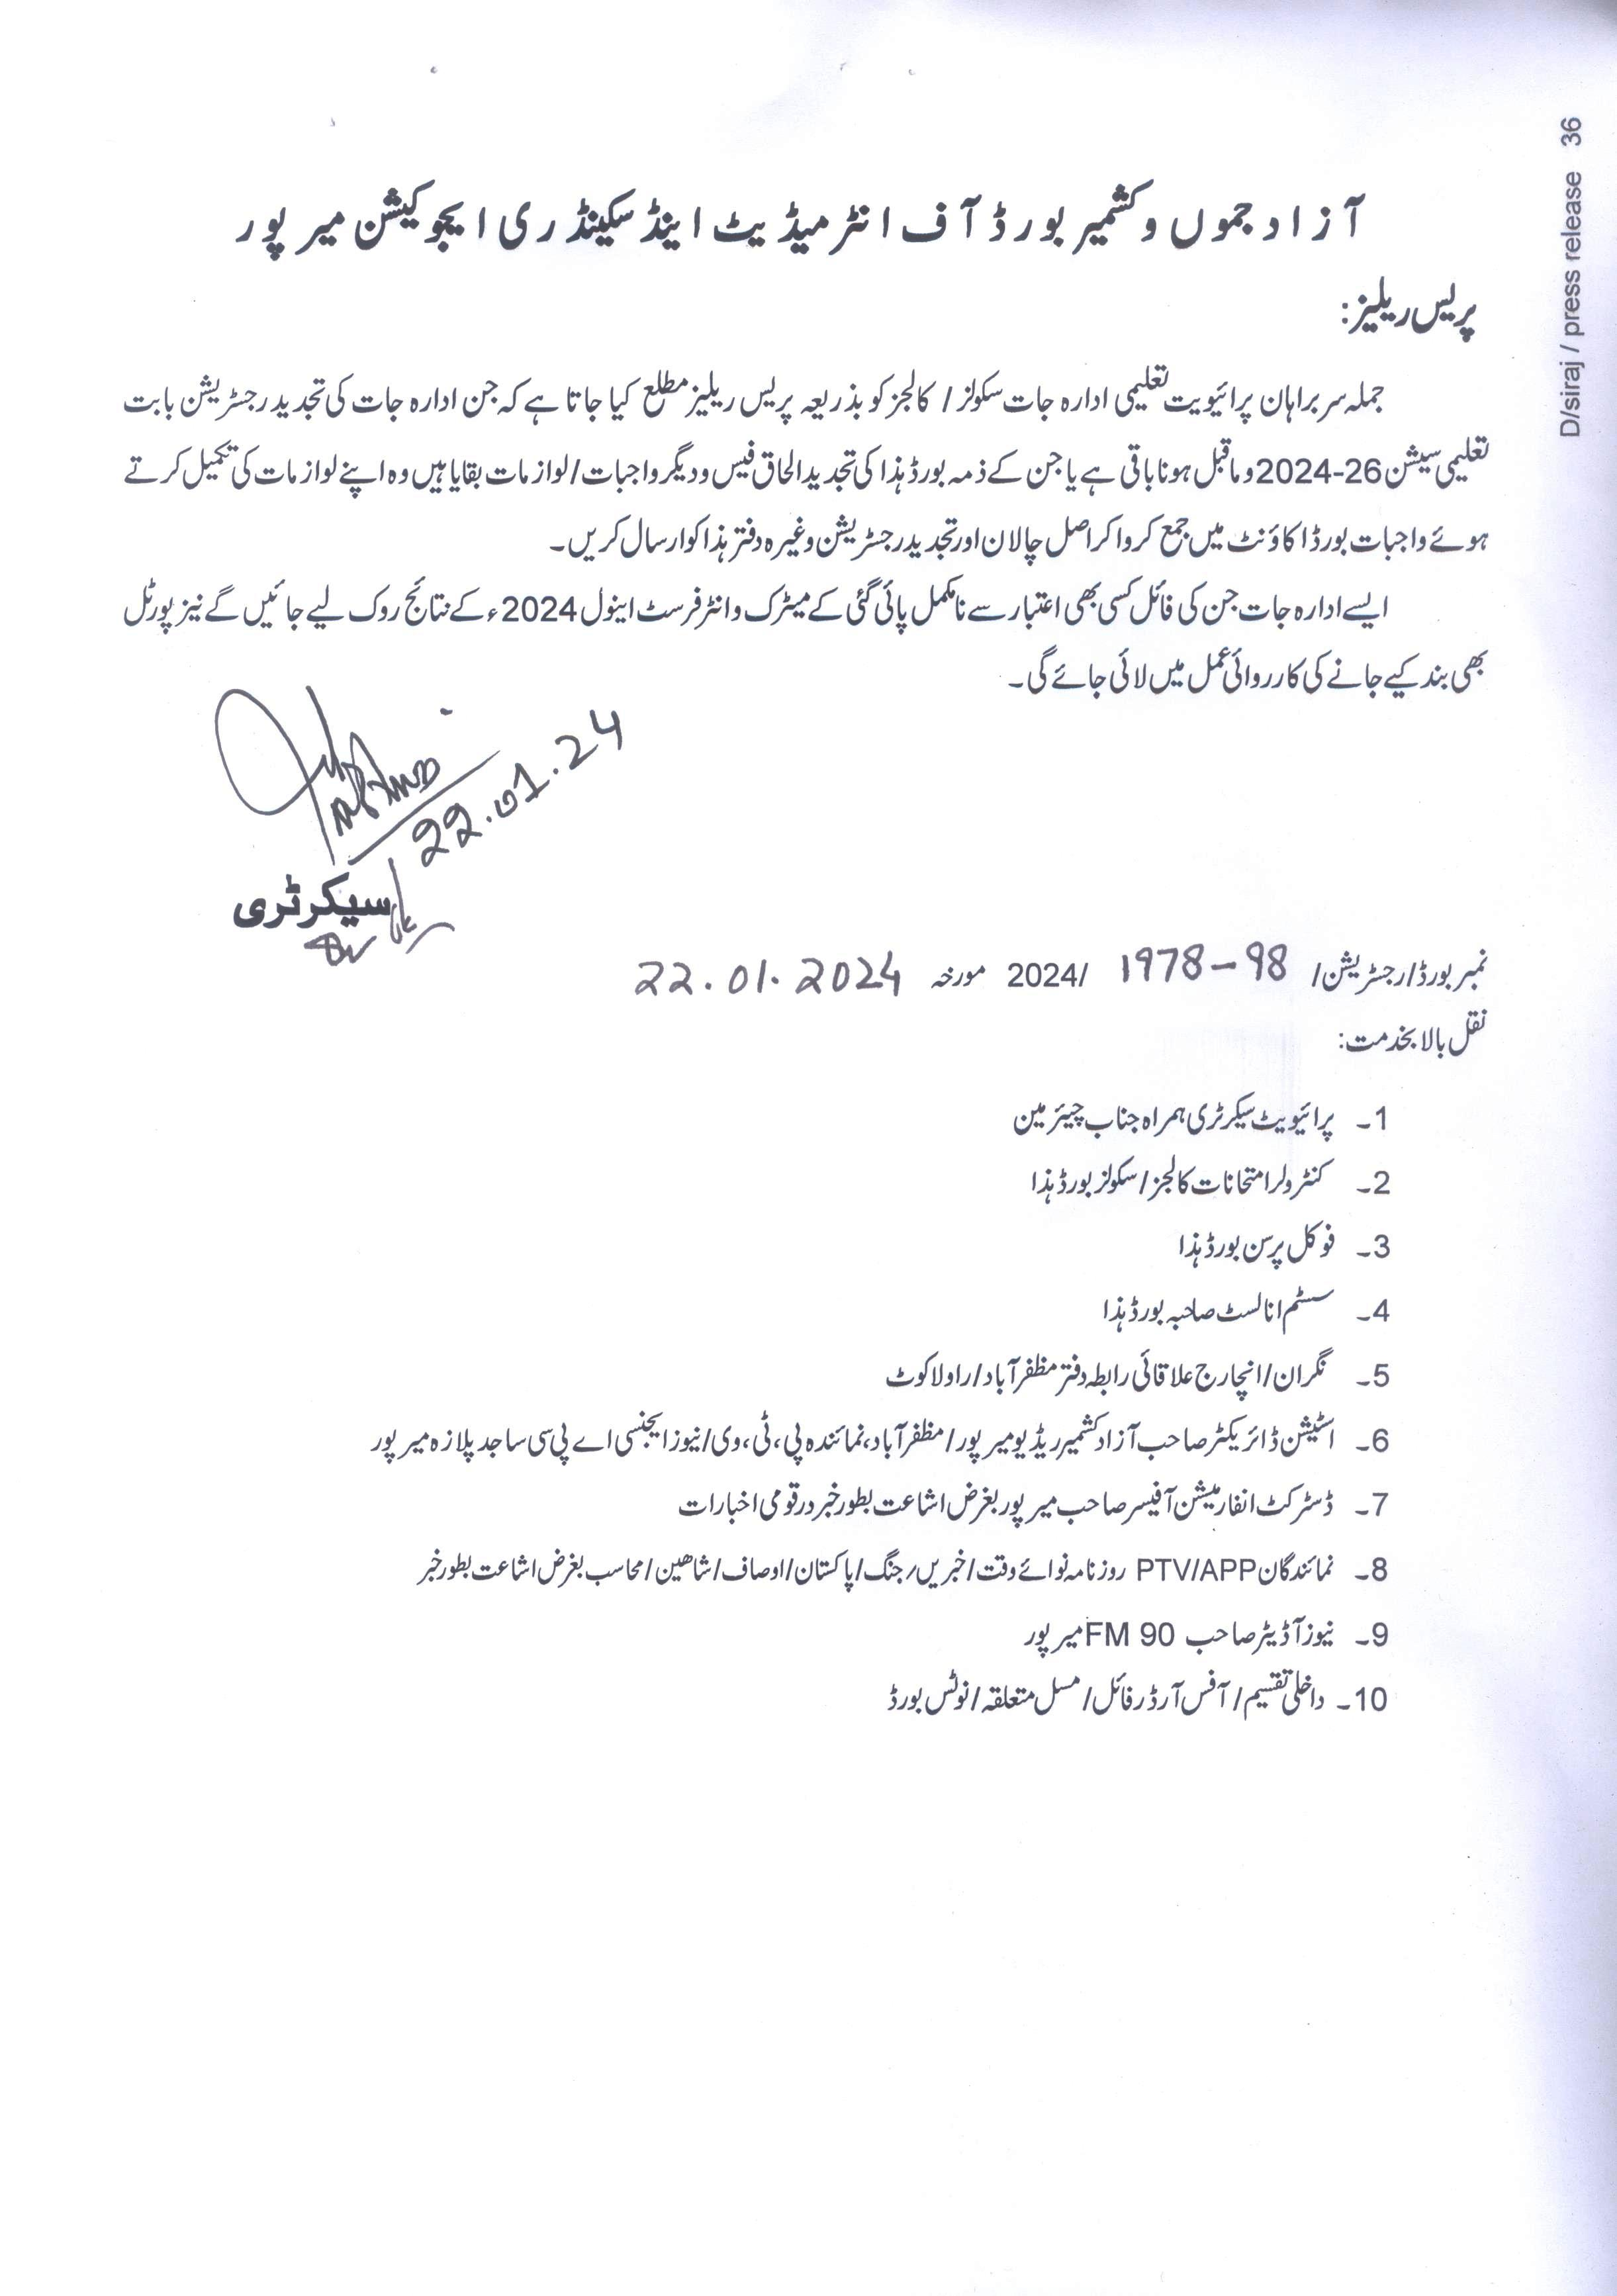 D/siraj / press release 36
آزاد جموں و کشمیر بورڈ آف انٹرمیڈیٹ اینڈ سکینڈری ایجوکیشن میرپور
پریس ریلیز:
جملہ سربراہان پرائیویٹ تعلیمی ادارہ جات سکولز / کالجز کو بذریعہ پریس ریلیز مطلع کیا جاتا ہے کہ جن ادارہ جات کی تجدید رجسٹریشن بابت
تعلیمی سیشن 2024-26 و ماقبل ہونا باقی ہے یا جن کے ذمہ بورڈ ہذا کی تجدید الحاق فیس و دیگر واجبات/لوازمات بقایا ہیں وہ اپنے لوازمات کی تکمیل کرتے
ہوئے واجبات بورڈ اکاؤنٹ میں جمع کروا کر اصل چالان اور تجدید رجسٹریشن وغیرہ دفتر ہذا کو ارسال کریں۔
ایسے ادارہ جات جن کی فائل کسی بھی اعتبار سے نامکمل پائی گئی کے میٹرک و انٹر فرسٹ اینول 2024ء کے نتائج روک لیے جائیں گے نیز پورٹل
بھی بند کیے جانے کی کارروائی عمل میں لائی جائے گی۔
22.01.24
سیکرٹری
نمبر بورڈ/رجسٹریشن/ 1978-98 /2024 مورخہ 22.01.2024
نقل بالا بخدمت:
1۔ پرائیویٹ سیکرٹری ہمراہ جناب چیئرمین
2۔ کنٹرولر امتحانات کالجز/سکولز بورڈ ہذا
3۔ فوکل پرسن بورڈ ہذا
4۔ سسٹم انالسٹ صاحبہ بورڈ ہذا
5۔ نگران/انچارج علاقائی رابطہ دفتر مظفرآباد/راولاکوٹ
6۔ اسٹیشن ڈائریکٹر صاحب آزاد کشمیر ریڈیو میرپور/مظفرآباد، نمائندہ پی،ٹی،وی/نیوز ایجنسی اے پی سی ساجد پلازہ میرپور
7۔ ڈسٹرکٹ انفارمیشن آفیسر صاحب میرپور بغرض اشاعت بطور خبر در قومی اخبارات
8۔ نمائندگان PTV/APP روزنامہ نوائے وقت/خبریں/جنگ/پاکستان/اوصاف/شاھین/محاسب بغرض اشاعت بطور خبر
9۔ نیوز آڈیٹر صاحب FM 90 میرپور
10۔ داخلی تقسیم/آفس آرڈر فائل/مسل متعلقہ/نوٹس بورڈ